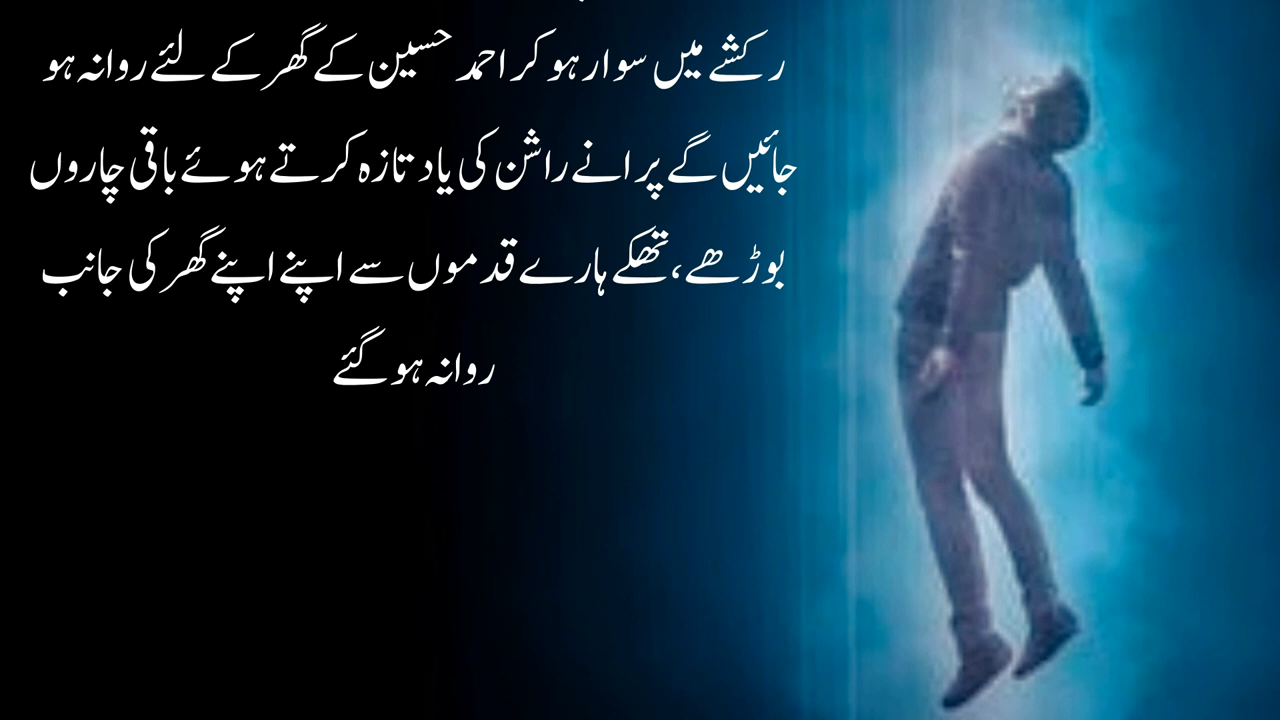 رکشے میں سوار ہو کر احمد حسین کے گھر کے لئے روانہ ہو
جائیں گے پرانے راشن کی یاد تازہ کرتے ہوئے باقی چاروں
بوڑھے، تھکے ہارے قدموں سے اپنے اپنے گھر کی جانب
روانہ ہو گئے